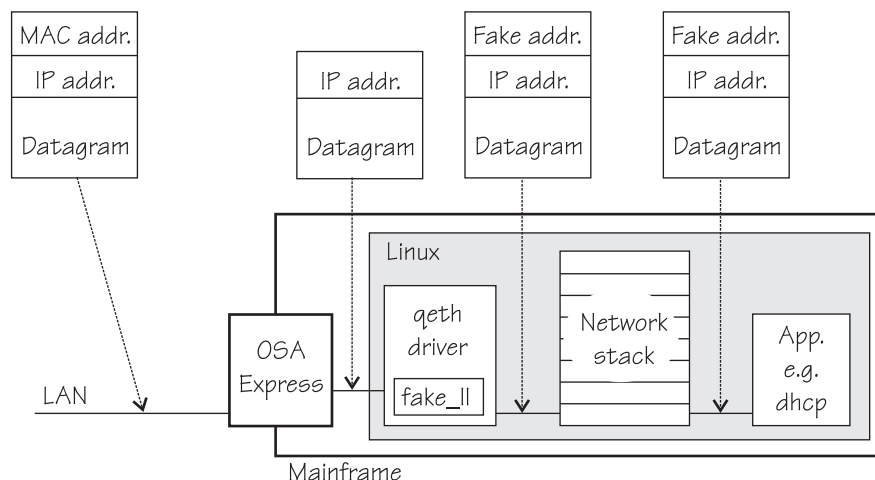 MAC addr.
IP addr.
Datagram
IP addr.
Datagram
Fake addr.
IP addr.
Datagram
Fake addr.
IP addr.
Datagram
Linux
qeth
driver
fake_ll
Network
stack
App.
e.g.
dhcp
OSA
Express
LAN
Mainframe